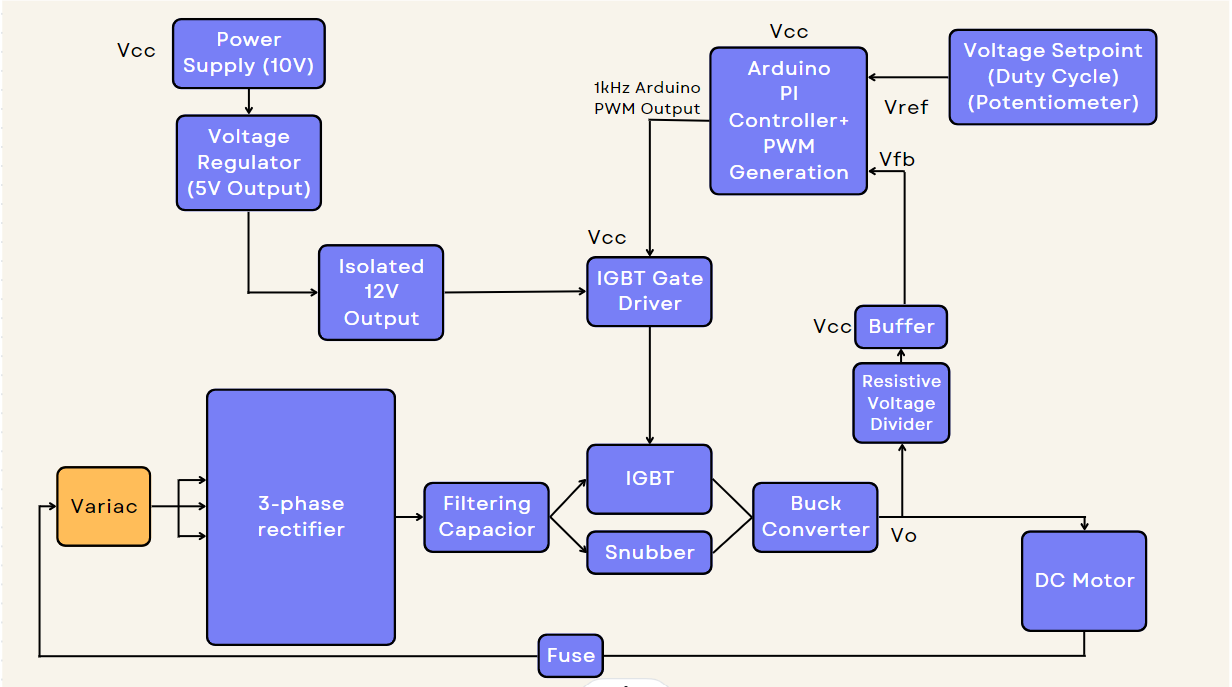 Vcc
Power
Supply (10V)
Voltage
Regulator
(5V Output)
Isolated
12V
Output
1kHz Arduino
PWM Output
Vcc
Arduino
PI
Controller+
PWM
Generation
Voltage Setpoint
(Duty Cycle)
(Potentiometer)
Vref
Vfb
Vcc
IGBT Gate
Driver
Vcc
Buffer
Resistive
Voltage
Divider
Variac
3-phase
rectifier
Filtering
Capacior
IGBT
Snubber
Buck
Converter
Vo
DC Motor
Fuse